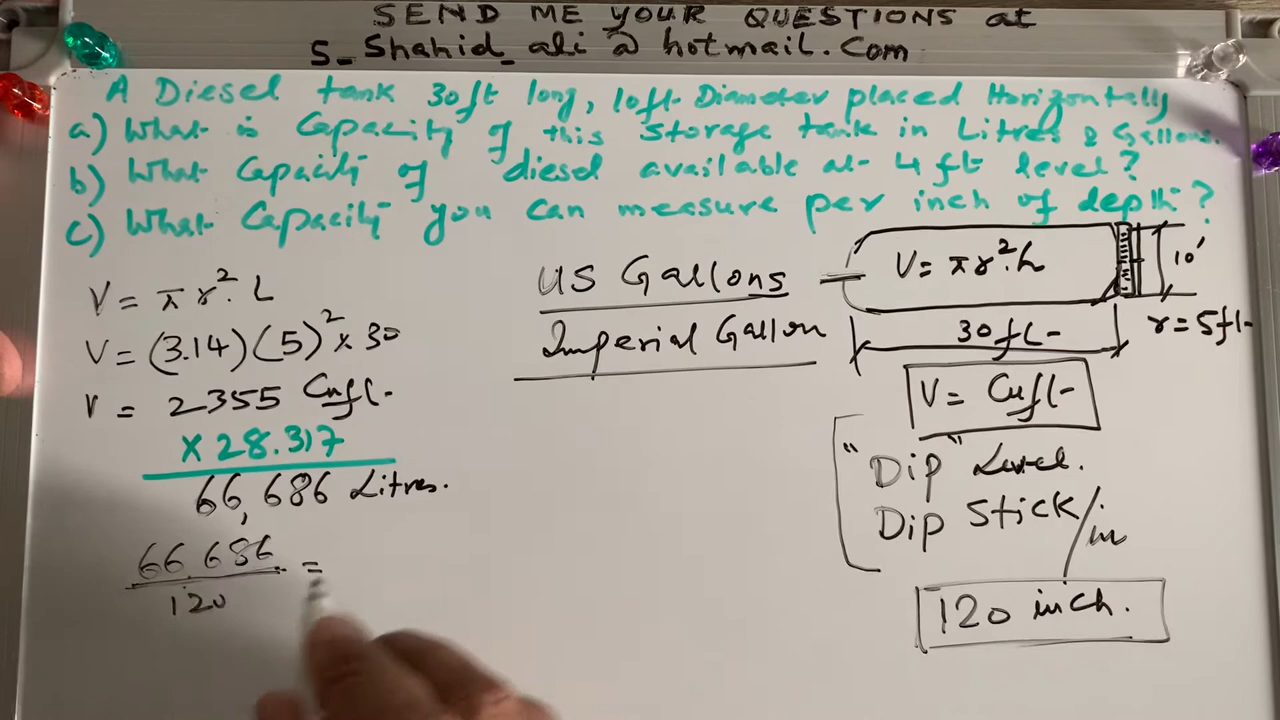 SEND ME YOUR QUESTIONS at
S_Shahid_ali @ hotmail.Com
A Diesel tank 30ft long, 10ft Diameter placed Horizontally
a) What is Capacity of this Storage tank in Litres & Gallons.
b) What Capacity of diesel available at 4 ft level?
c) What Capacity you can measure per inch of depth?
V = π r². L
V = (3.14) (5)² × 30
V = 2355 Cuft.
× 28.317
66,686 Litres.
66,686
120
=
US Gallons
Imperial Gallon
V = πr².h
10'
r = 5ft
30ft
V = Cuft
"Dip" Level.
Dip Stick/in
120 inch.